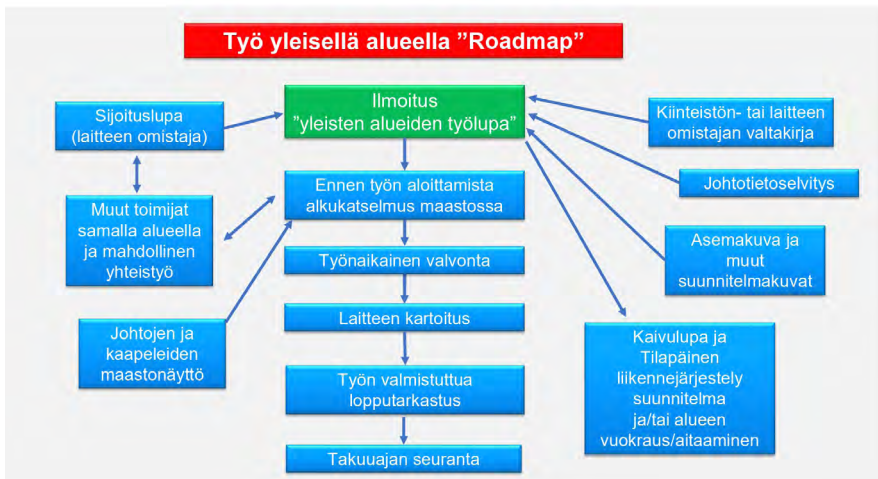 Työ yleisellä alueella ”Roadmap”
Sijoituslupa
(laitteen omistaja)
Ilmoitus
”yleisten alueiden työlupa”
Kiinteistön- tai laitteen
omistajan valtakirja
Johtotietoselvitys
Muut toimijat
samalla alueella
ja mahdollinen
yhteistyö
Ennen työn aloittamista
alkukatselmus maastossa
Asemakuva ja
muut
suunnitelmakuvat
Työnaikainen valvonta
Laitteen kartoitus
Johtojen ja
kaapeleiden
maastonäyttö
Kaivulupa ja
Tilapäinen
liikennejärjestely
suunnitelma
ja/tai alueen
vuokraus/aitaaminen
Työn valmistuttua
lopputarkastus
Takuuajan seuranta